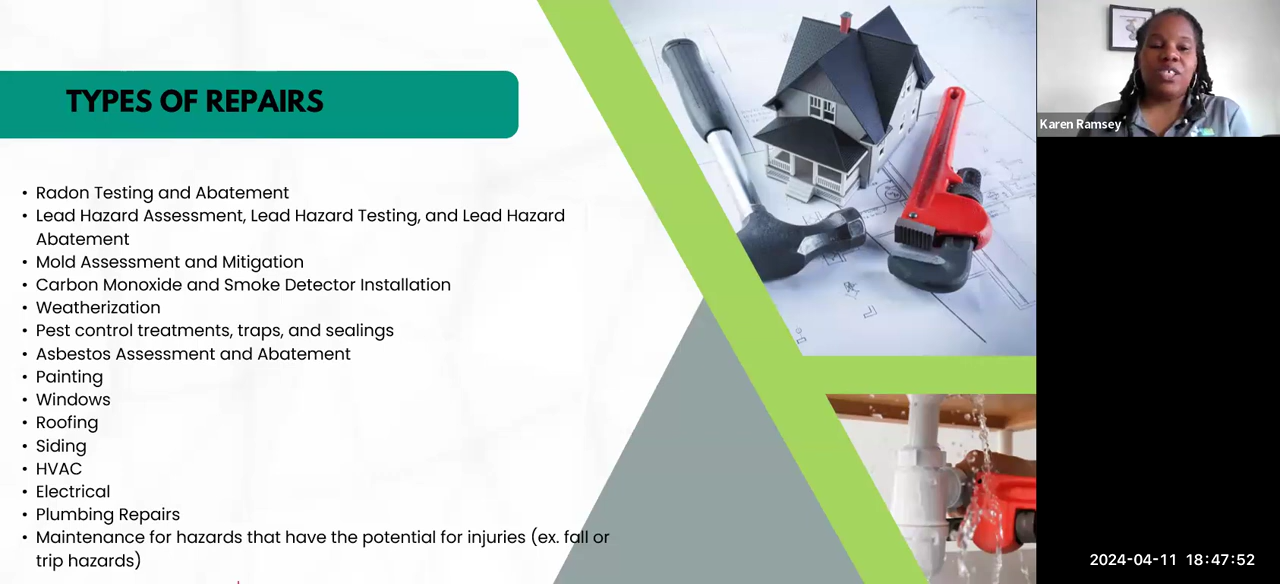 TYPES OF REPAIRS
• Radon Testing and Abatement
• Lead Hazard Assessment, Lead Hazard Testing, and Lead Hazard
Abatement
• Mold Assessment and Mitigation
• Carbon Monoxide and Smoke Detector Installation
• Weatherization
• Pest control treatments, traps, and sealings
• Asbestos Assessment and Abatement
• Painting
• Windows
• Roofing
• Siding
• HVAC
• Electrical
• Plumbing Repairs
• Maintenance for hazards that have the potential for injuries (ex. fall or
trip hazards)
Karen Ramsey
2024-04-11 18:47:52